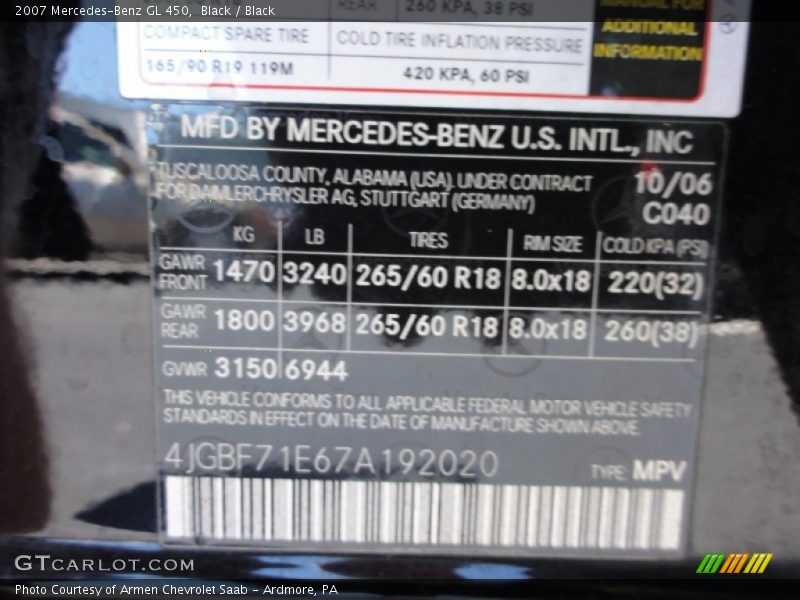 2007 Mercedes-Benz GL 450, Black / Black
REAR 260 KPA, 38 PSI
MANUAL FOR
COMPACT SPARE TIRE COLD TIRE INFLATION PRESSURE ADDITIONAL
INFORMATION
165/90 R19 119M 420 KPA, 60 PSI
MFD BY MERCEDES-BENZ U.S. INTL., INC
TUSCALOOSA COUNTY, ALABAMA (USA). UNDER CONTRACT 10/06
FOR DAIMLERCHRYSLER AG, STUTTGART (GERMANY) C040
KG LB TIRES RIM SIZE COLD KPA (PSI)
GAWR FRONT 1470 3240 265/60 R18 8.0x18 220(32)
GAWR REAR 1800 3968 265/60 R18 8.0x18 260(38)
GVWR 3150 6944
THIS VEHICLE CONFORMS TO ALL APPLICABLE FEDERAL MOTOR VEHICLE SAFETY
STANDARDS IN EFFECT ON THE DATE OF MANUFACTURE SHOWN ABOVE.
4JGBF71E67A192020 TYPE: MPV
GTCARLOT.COM
Photo Courtesy of Armen Chevrolet Saab - Ardmore, PA